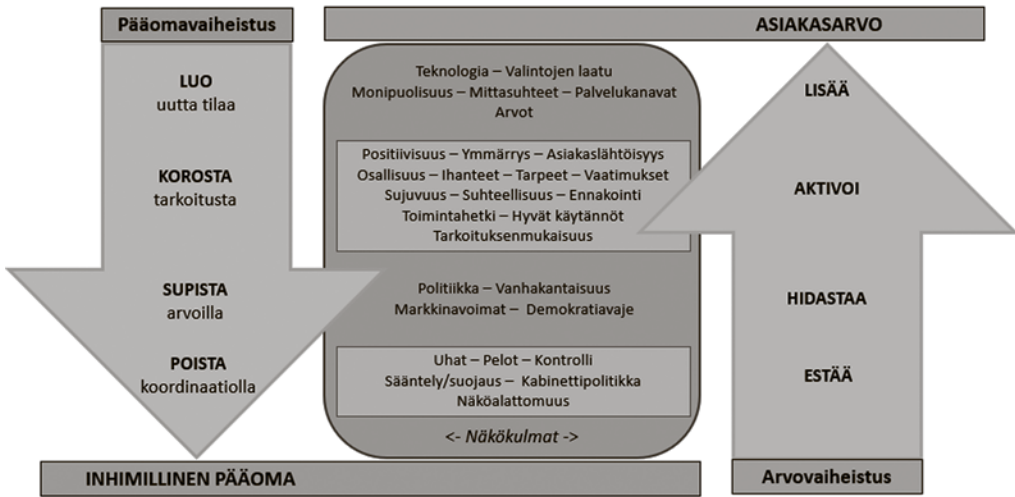 Pääomavaiheistus
ASIAKASARVO
LUO
uutta tilaa
KOROSTA
tarkoitusta
SUPISTA
arvoilla
POISTA
koordinaatiolla
Teknologia – Valintojen laatu
Monipuolisuus – Mittasuhteet – Palvelukanavat
Arvot
Positiivisuus – Ymmärrys – Asiakaslähtöisyys
Osallisuus – Ihanteet – Tarpeet – Vaatimukset
Sujuvuus – Suhteellisuus – Ennakointi
Toimintahetki – Hyvät käytännöt
Tarkoituksenmukaisuus
Politiikka – Vanhakantaisuus
Markkinavoimat – Demokratiavaje
Uhat – Pelot – Kontrolli
Sääntely/suojaus – Kabinettipolitikka
Näköalattomuus
<- Näkökulmat ->
LISÄÄ
AKTIVOI
HIDASTAA
ESTÄÄ
INHIMILLINEN PÄÄOMA
Arvovaiheistus